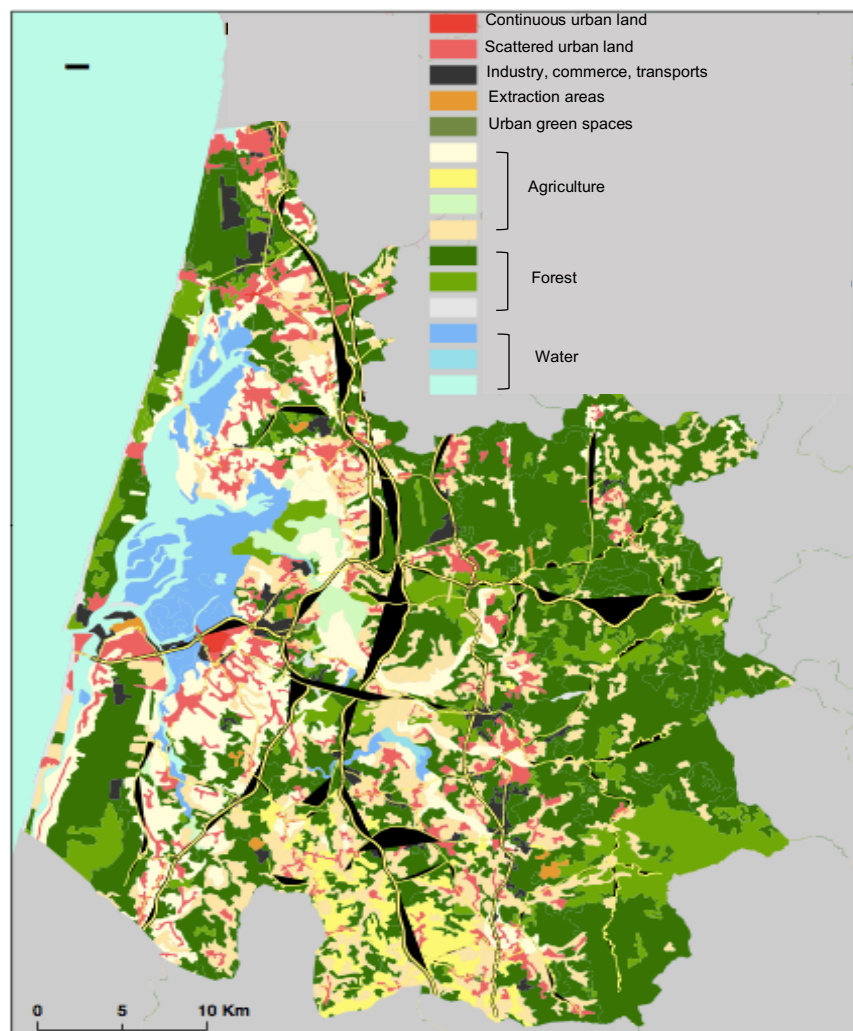 Continuous urban land
Scattered urban land
Industry, commerce, transports
Extraction areas
Urban green spaces
Agriculture
Forest
Water
0 5 10 Km